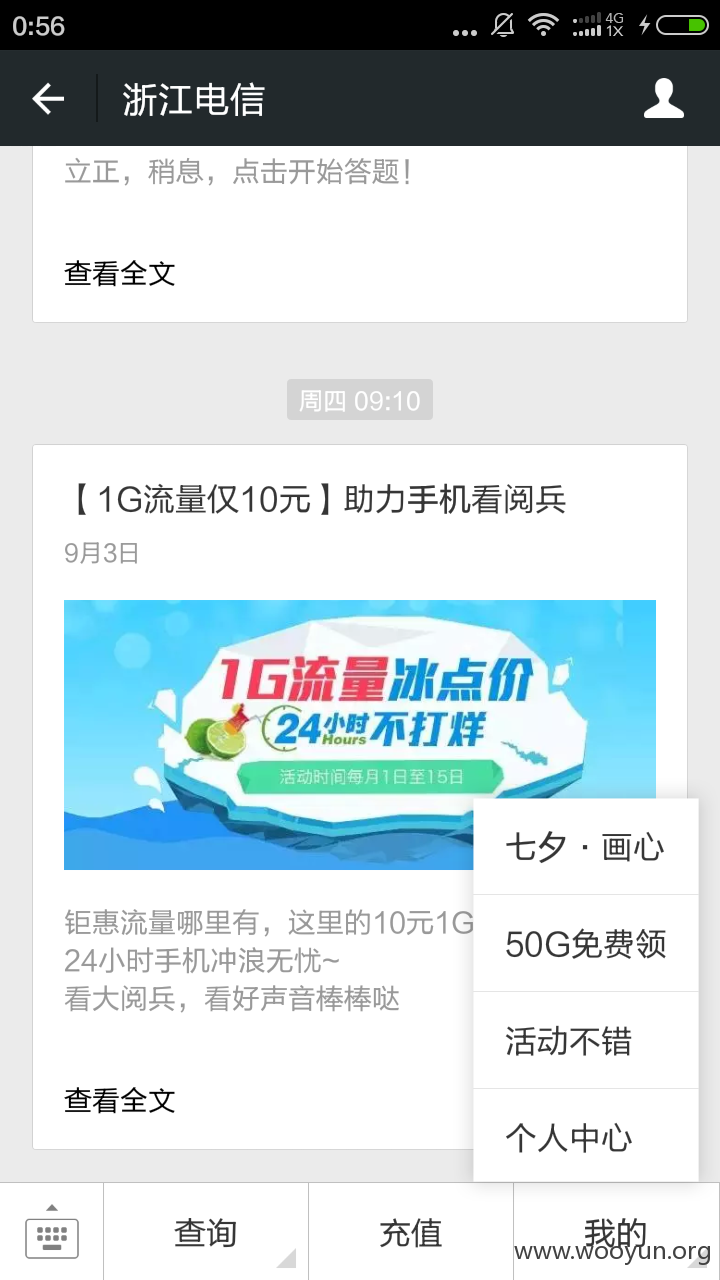 0:56
4G
1X
浙江电信
立正，稍息，点击开始答题！
查看全文
周四 09:10
【1G流量仅10元】助力手机看阅兵
9月3日
1G流量冰点价
24小时不打烊
Hours
活动时间每月1日至15日
钜惠流量哪里有，这里的10元1G
24小时手机冲浪无忧~
看大阅兵，看好声音棒棒哒
查看全文
七夕·画心
50G免费领
活动不错
个人中心
查询
充值
我的
www.wooyun.org